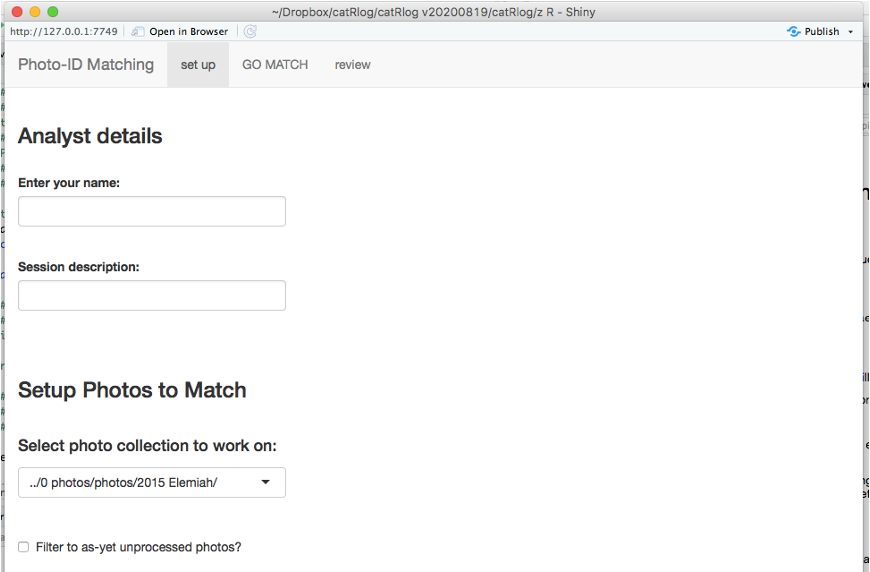 ~/Dropbox/catRlog/catRlog v20200819/catRlog/z R - Shiny
http://127.0.0.1:7749 Open in Browser Publish
Photo-ID Matching set up GO MATCH review
Analyst details
Enter your name:
Session description:
Setup Photos to Match
Select photo collection to work on:
../0 photos/photos/2015 Elemiah/
Filter to as-yet unprocessed photos?